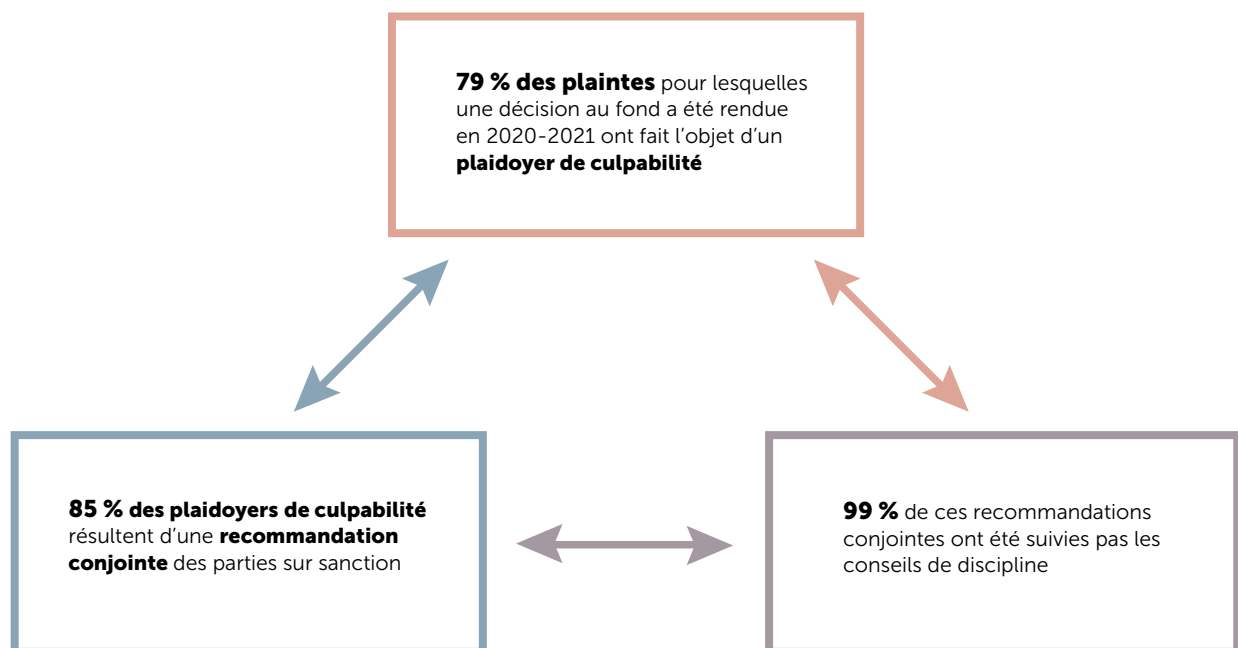 79 % des plaintes pour lesquelles
une décision au fond a été rendue
en 2020-2021 ont fait l’objet d’un
plaidoyer de culpabilité
85 % des plaidoyers de culpabilité
résultent d’une recommandation
conjointe des parties sur sanction
99 % de ces recommandations
conjointes ont été suivies pas les
conseils de discipline